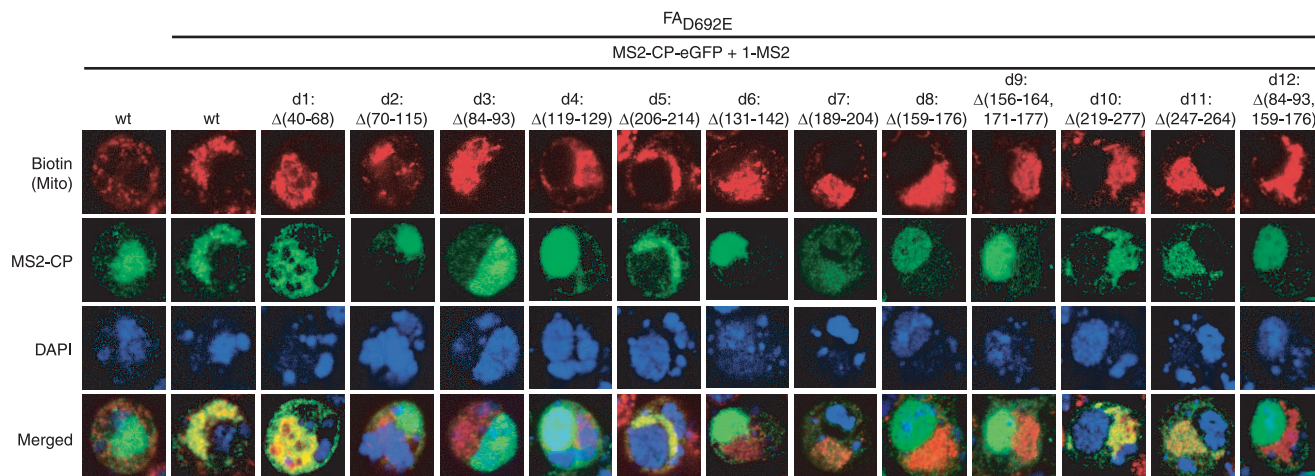 FAD692E
MS2-CP-eGFP + 1-MS2
wt wt d1: d2: d3: d4: d5: d6: d7: d8: d9: d10: d11: d12:
Δ(40-68) Δ(70-115) Δ(84-93) Δ(119-129) Δ(206-214) Δ(131-142) Δ(189-204) Δ(159-176) Δ(156-164, 171-177) Δ(219-277) Δ(247-264) Δ(84-93, 159-176)
Biotin
(Mito)
MS2-CP
DAPI
Merged